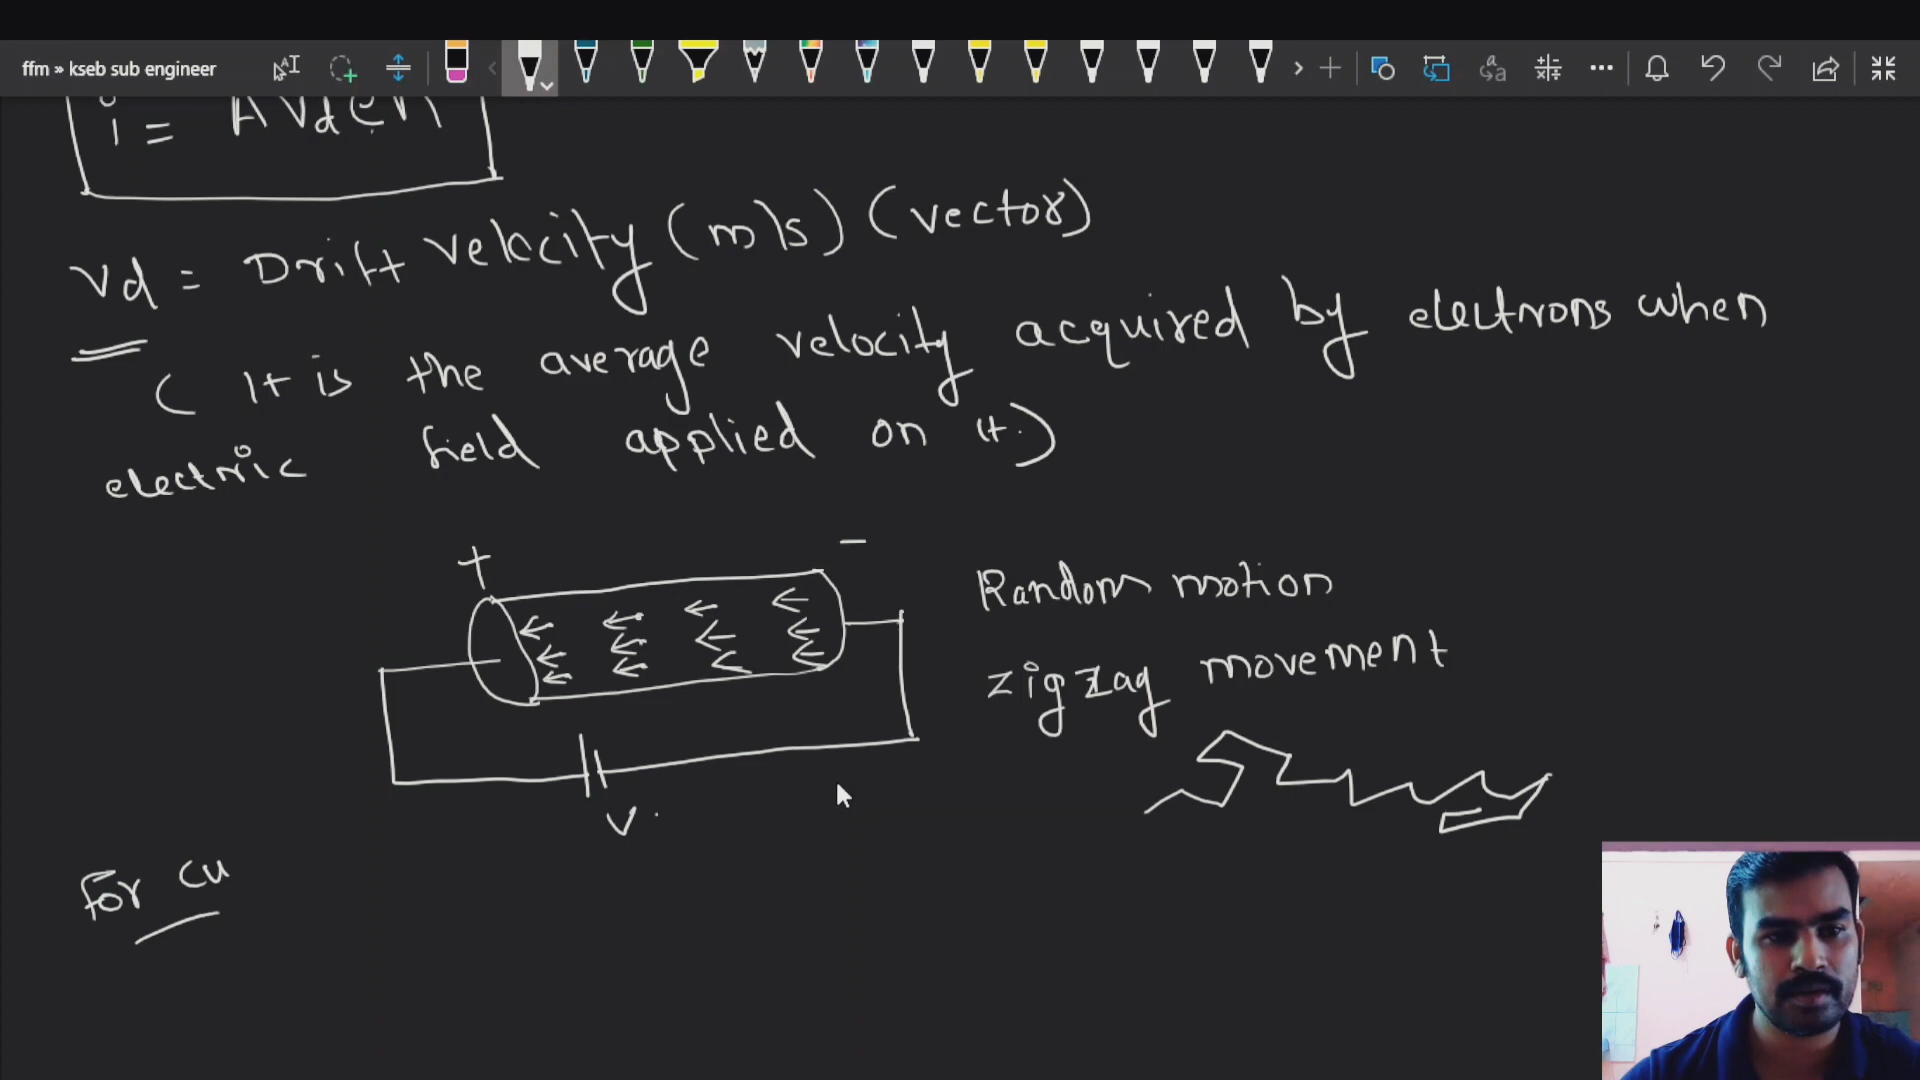 ffm » kseb sub engineer
i = A Vd e n
Vd = Drift velocity (m\s) (vector)
( It is the average velocity acquired by electrons when
electric field applied on it.)
+ -
Random motion
zigzag movement
V.
For cu